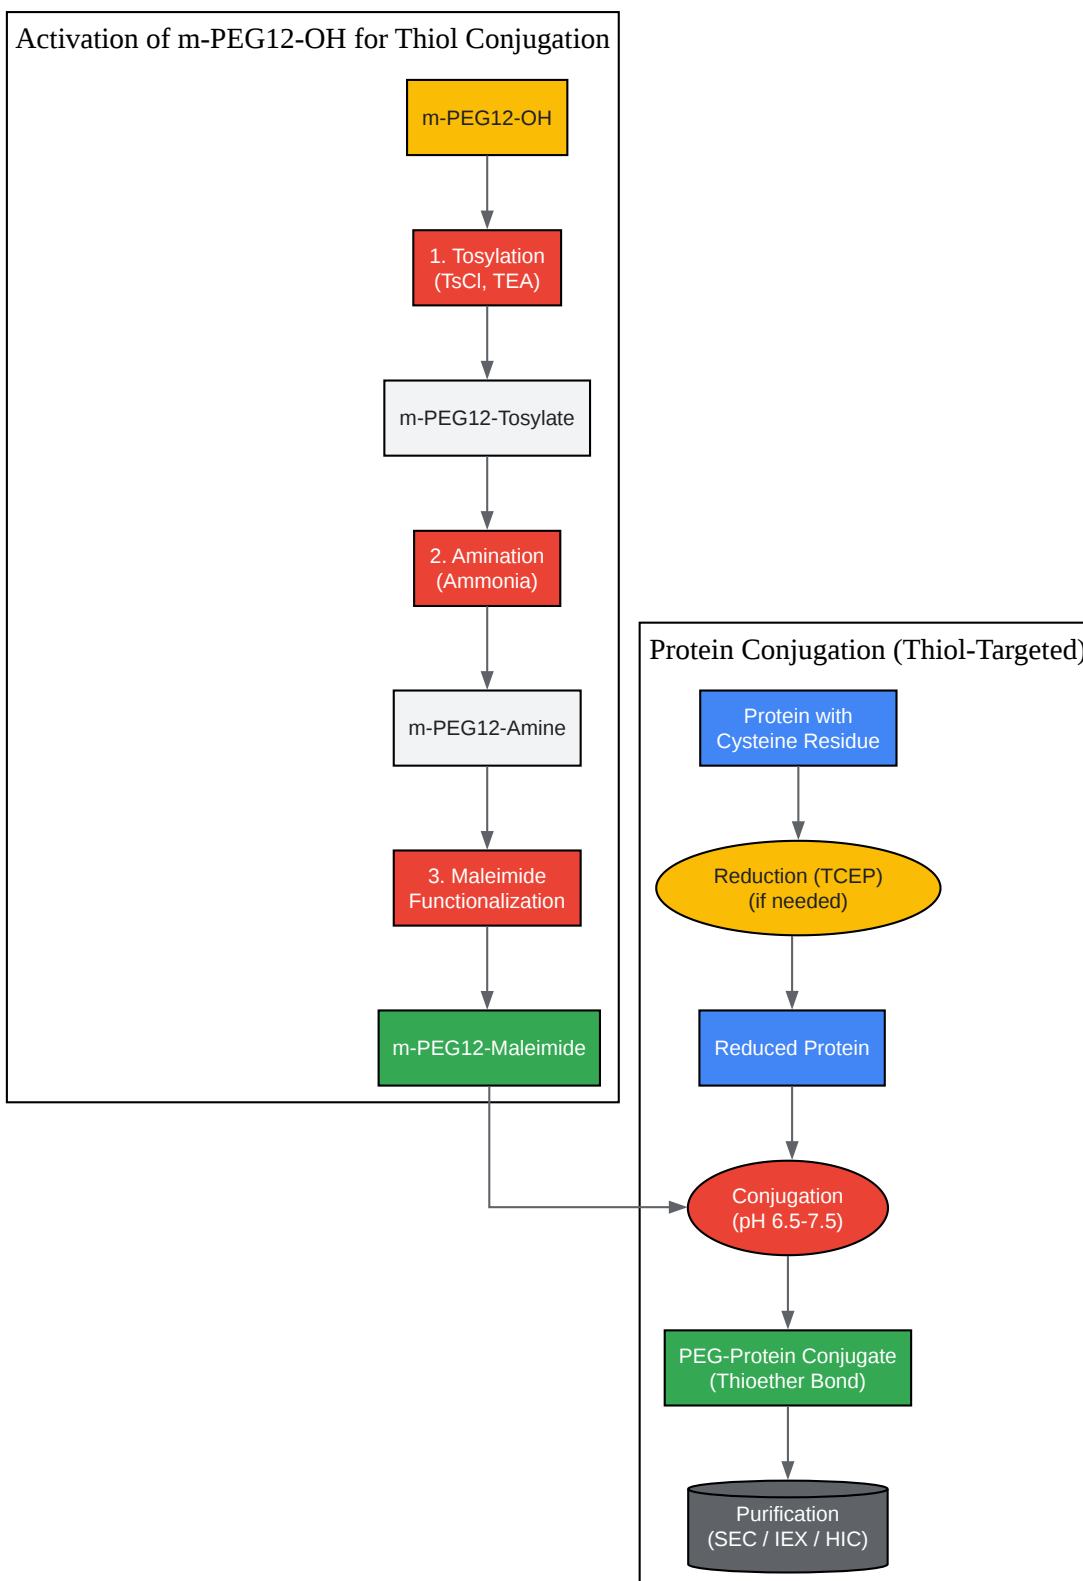 Activation of m-PEG12-OH for Thiol Conjugation
m-PEG12-OH
1. Tosylation
(TsCl, TEA)
m-PEG12-Tosylate
2. Amination
(Ammonia)
m-PEG12-Amine
3. Maleimide
Functionalization
m-PEG12-Maleimide
Protein Conjugation (Thiol-Targeted)
Protein with
Cysteine Residue
Reduction (TCEP)
(if needed)
Reduced Protein
Conjugation
(pH 6.5-7.5)
PEG-Protein Conjugate
(Thioether Bond)
Purification
(SEC / IEX / HIC)